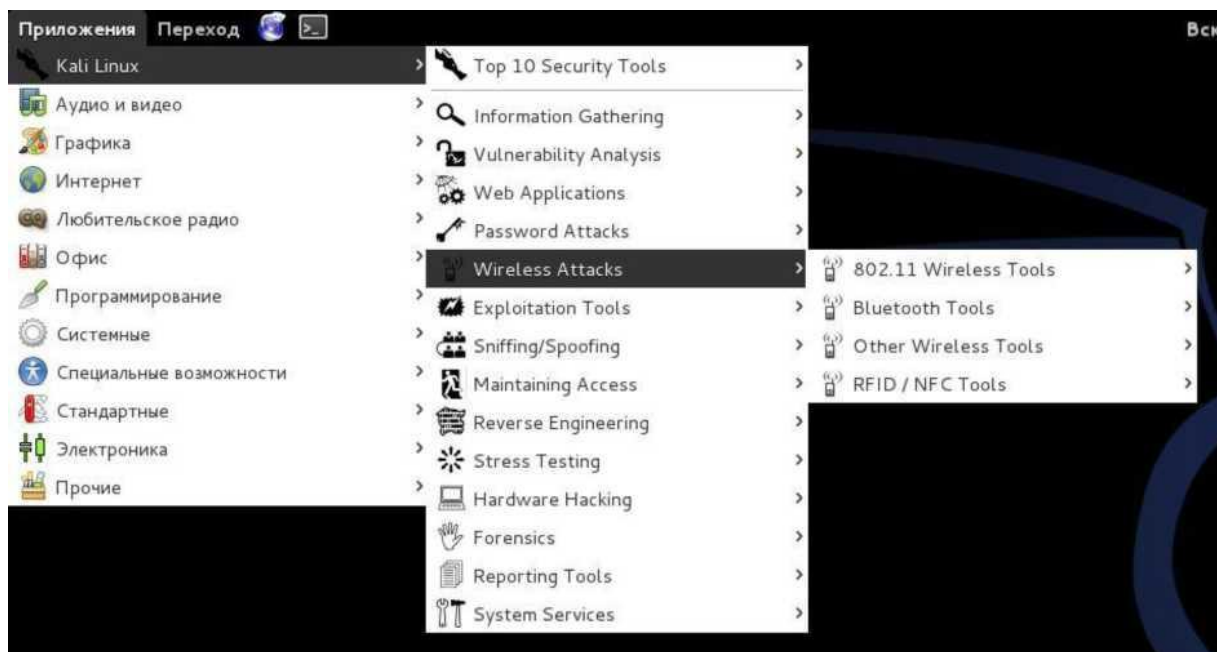 Приложения Переход
Kali Linux
Аудио и видео
Графика
Интернет
Любительское радио
Офис
Программирование
Системные
Специальные возможности
Стандартные
Электроника
Прочие
Top 10 Security Tools
Information Gathering
Vulnerability Analysis
Web Applications
Password Attacks
Wireless Attacks
Exploitation Tools
Sniffing/Spoofing
Maintaining Access
Reverse Engineering
Stress Testing
Hardware Hacking
Forensics
Reporting Tools
System Services
802.11 Wireless Tools
Bluetooth Tools
Other Wireless Tools
RFID / NFC Tools
Вск